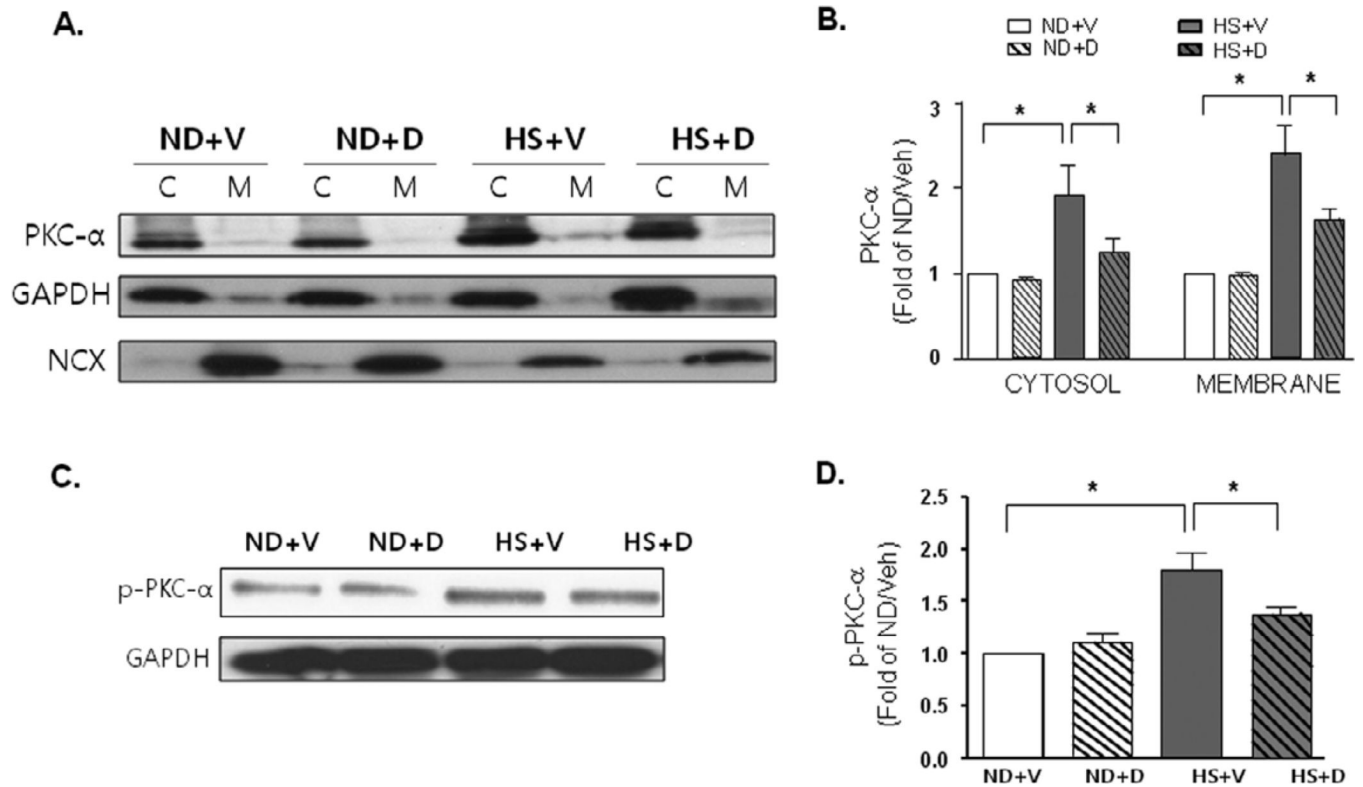 A.
ND+V ND+D HS+V HS+D
C M C M C M C M
PKC-α
GAPDH
NCX
B.
ND+V HS+V
ND+D HS+D
* * * *
PKC-α
(Fold of ND/Veh)
3
2
1
0
CYTOSOL MEMBRANE
C.
ND+V ND+D HS+V HS+D
p-PKC-α
GAPDH
D.
* *
p-PKC-α
(Fold of ND/Veh)
2.5
2.0
1.5
1.0
0.5
0.0
ND+V ND+D HS+V HS+D